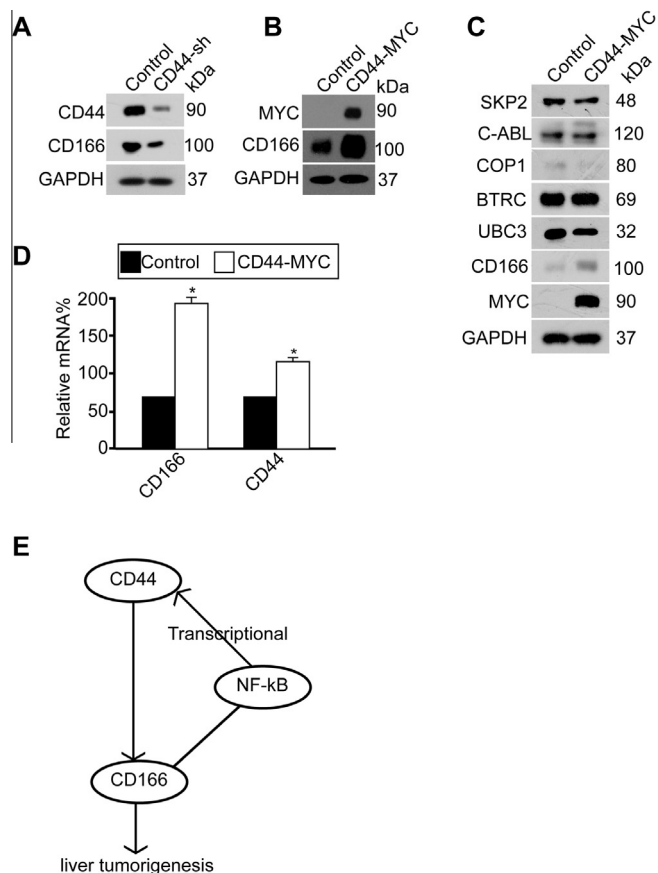 A
Control
CD44-sh
kDa
CD44
90
CD166
100
GAPDH
37
B
Control
CD44-MYC
kDa
MYC
90
CD166
100
GAPDH
37
C
Control
CD44-MYC
kDa
SKP2
48
C-ABL
120
COP1
80
BTRC
69
UBC3
32
CD166
100
MYC
90
GAPDH
37
D
Control
CD44-MYC
Relative mRNA%
200
150
100
50
0
*
*
CD166
CD44
E
CD44
Transcriptional
NF-kB
CD166
liver tumorigenesis